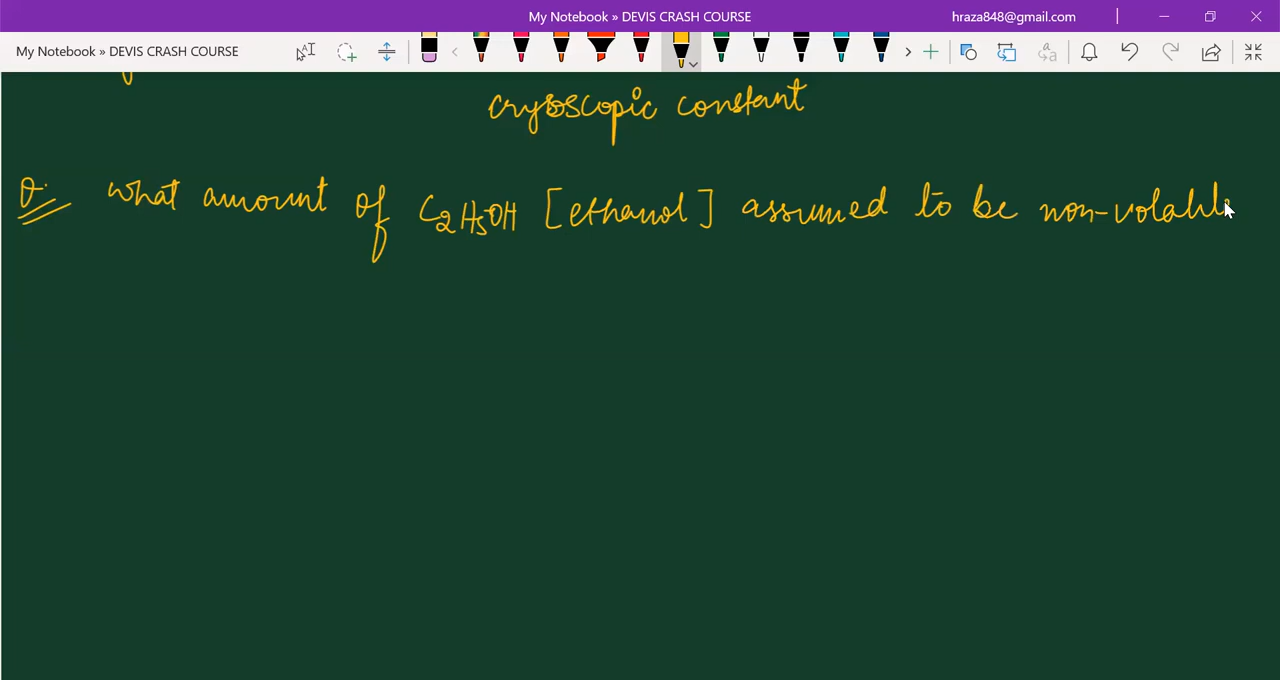 My Notebook » DEVIS CRASH COURSE
hraza848@gmail.com
My Notebook » DEVIS CRASH COURSE
cryoscopic constant
Q: What amount of C2H5OH [ethanol] assumed to be non-volatile